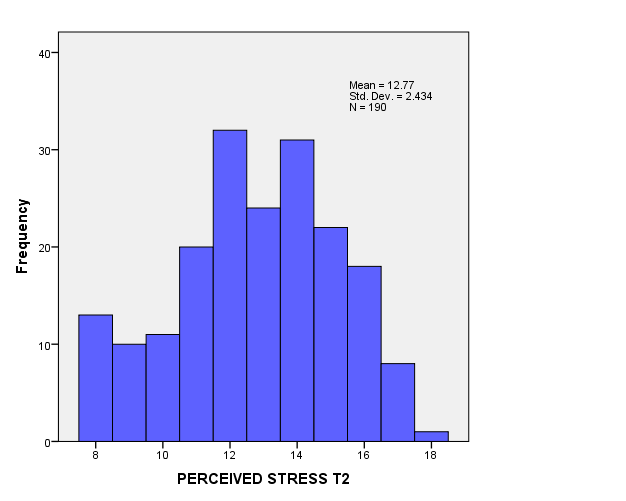 40
30
20
10
0
Frequency
Mean = 12.77
Std. Dev. = 2.434
N = 190
8 10 12 14 16 18
PERCEIVED STRESS T2